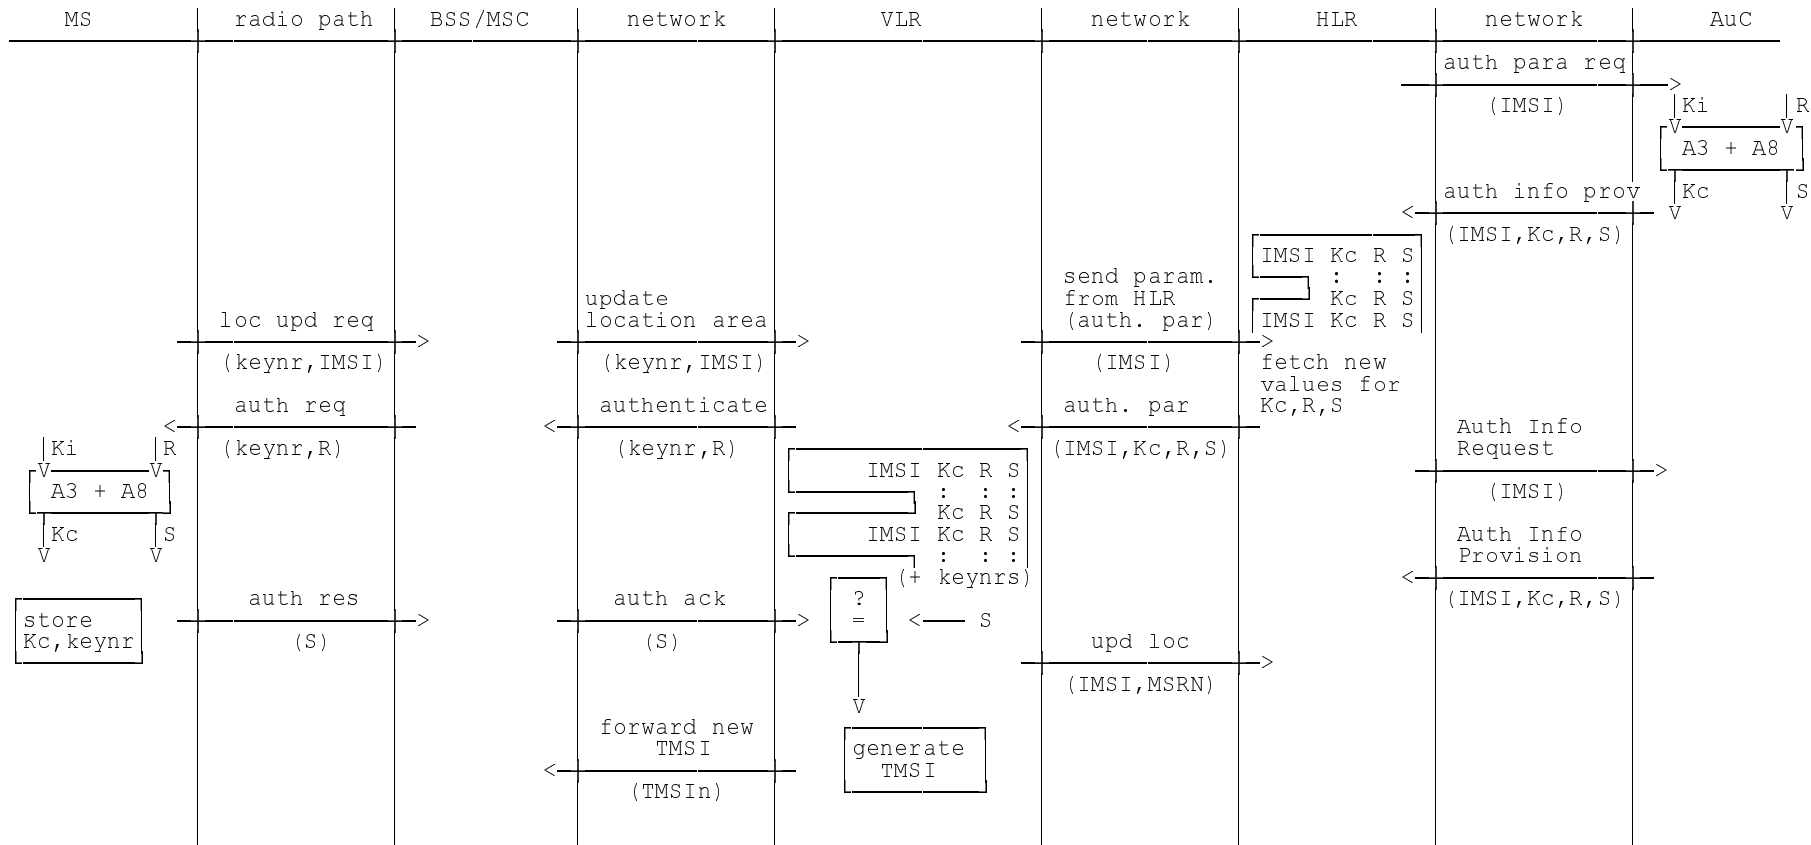 MS radio path BSS/MSC network VLR network HLR network AuC
auth para req
(IMSI) Ki R
A3 + A8
auth info prov Kc S
(IMSI,Kc,R,S)
IMSI Kc R S
send param. : : :
update from HLR Kc R S
loc upd req location area (auth. par) IMSI Kc R S
(keynr,IMSI) (keynr,IMSI) (IMSI) fetch new
values for
auth req authenticate auth. par Kc,R,S
Auth Info
Ki R (keynr,R) (keynr,R) (IMSI,Kc,R,S) Request
IMSI Kc R S
A3 + A8 : : : (IMSI)
Kc R S
Kc S IMSI Kc R S Auth Info
: : : Provision
(+ keynrs)
auth res auth ack ? (IMSI,Kc,R,S)
store = S
Kc,keynr (S) (S) upd loc
(IMSI,MSRN)
forward new
TMSI generate
TMSI
(TMSIn)